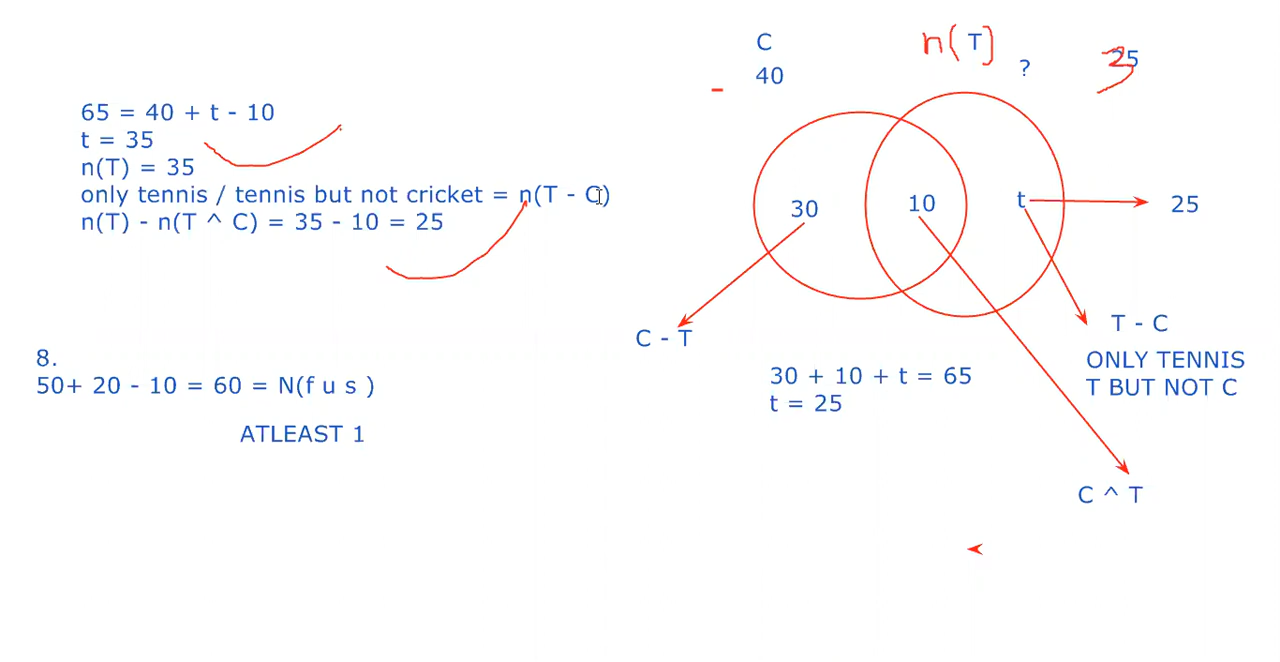 65 = 40 + t - 10
t = 35
n(T) = 35
only tennis / tennis but not cricket = n(T - C)
n(T) - n(T ^ C) = 35 - 10 = 25
8.
50+ 20 - 10 = 60 = N(f u s )
ATLEAST 1
C
40
n( T )
?
25
30
10
t
25
C - T
T - C
ONLY TENNIS
T BUT NOT C
30 + 10 + t = 65
t = 25
C ^ T